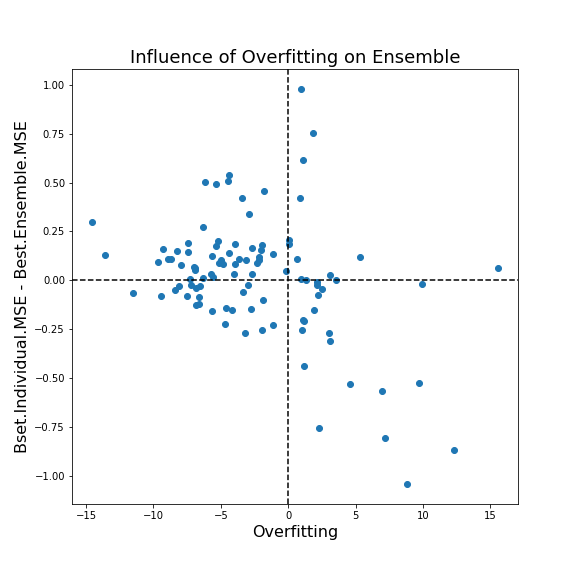 Influence of Overfitting on Ensemble
Bset.Individual.MSE - Best.Ensemble.MSE
1.00
0.75
0.50
0.25
0.00
−0.25
−0.50
−0.75
−1.00
−15 −10 −5 0 5 10 15
Overfitting